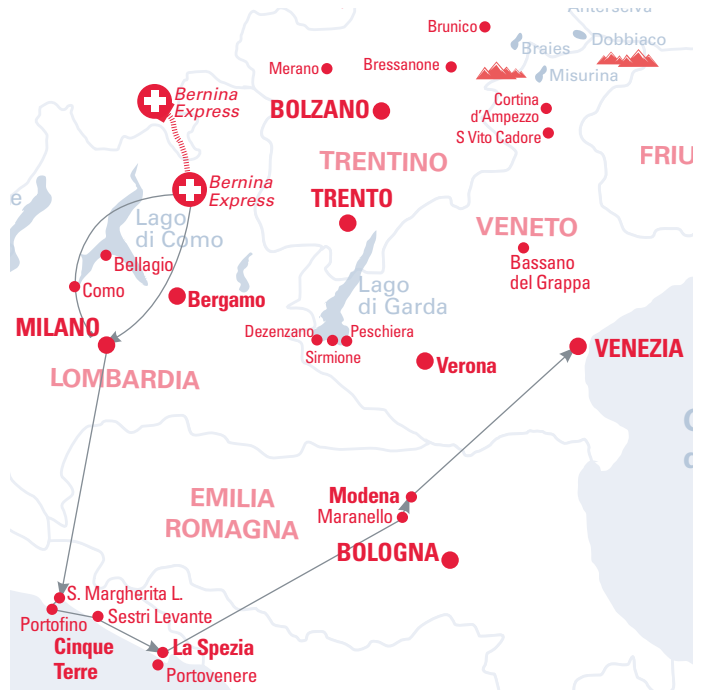 Anterselva
Brunico
Dobbiaco
Braies
Merano
Bressanone
Misurina
Bernina
Express
BOLZANO
Cortina
d'Ampezzo
S Vito Cadore
TRENTINO
FRIU
Bernina
Express
TRENTO
e
Lago
di Como
VENETO
Bellagio
Bassano
del Grappa
Como
Bergamo
Lago
di Garda
MILANO
Dezenzano
Peschiera
Sirmione
VENEZIA
Verona
LOMBARDIA
EMILIA
ROMAGNA
Modena
Maranello
BOLOGNA
S. Margherita L.
Portofino
Sestri Levante
Cinque
Terre
La Spezia
Portovenere